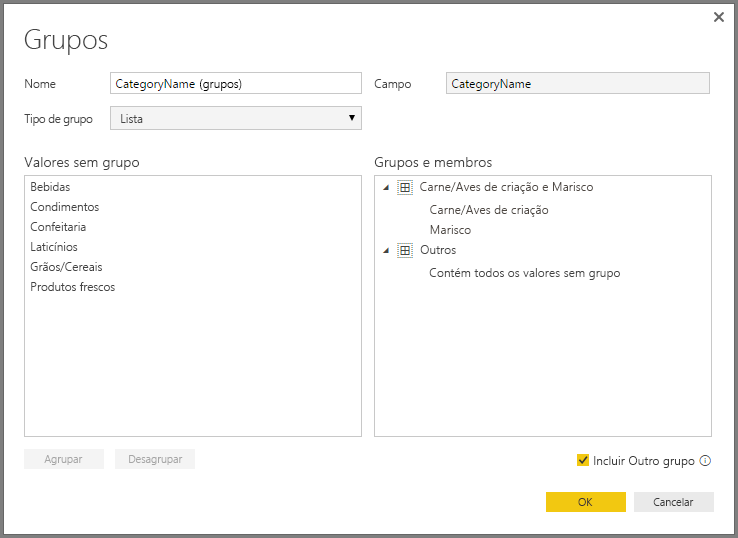 Grupos
Nome
CategoryName (grupos)
Campo
CategoryName
Tipo de grupo
Lista
Valores sem grupo
Bebidas
Condimentos
Confeitaria
Laticínios
Grãos/Cereais
Produtos frescos
Grupos e membros
Carne/Aves de criação e Marisco
Carne/Aves de criação
Marisco
Outros
Contém todos os valores sem grupo
Agrupar
Desagrupar
Incluir Outro grupo
OK
Cancelar